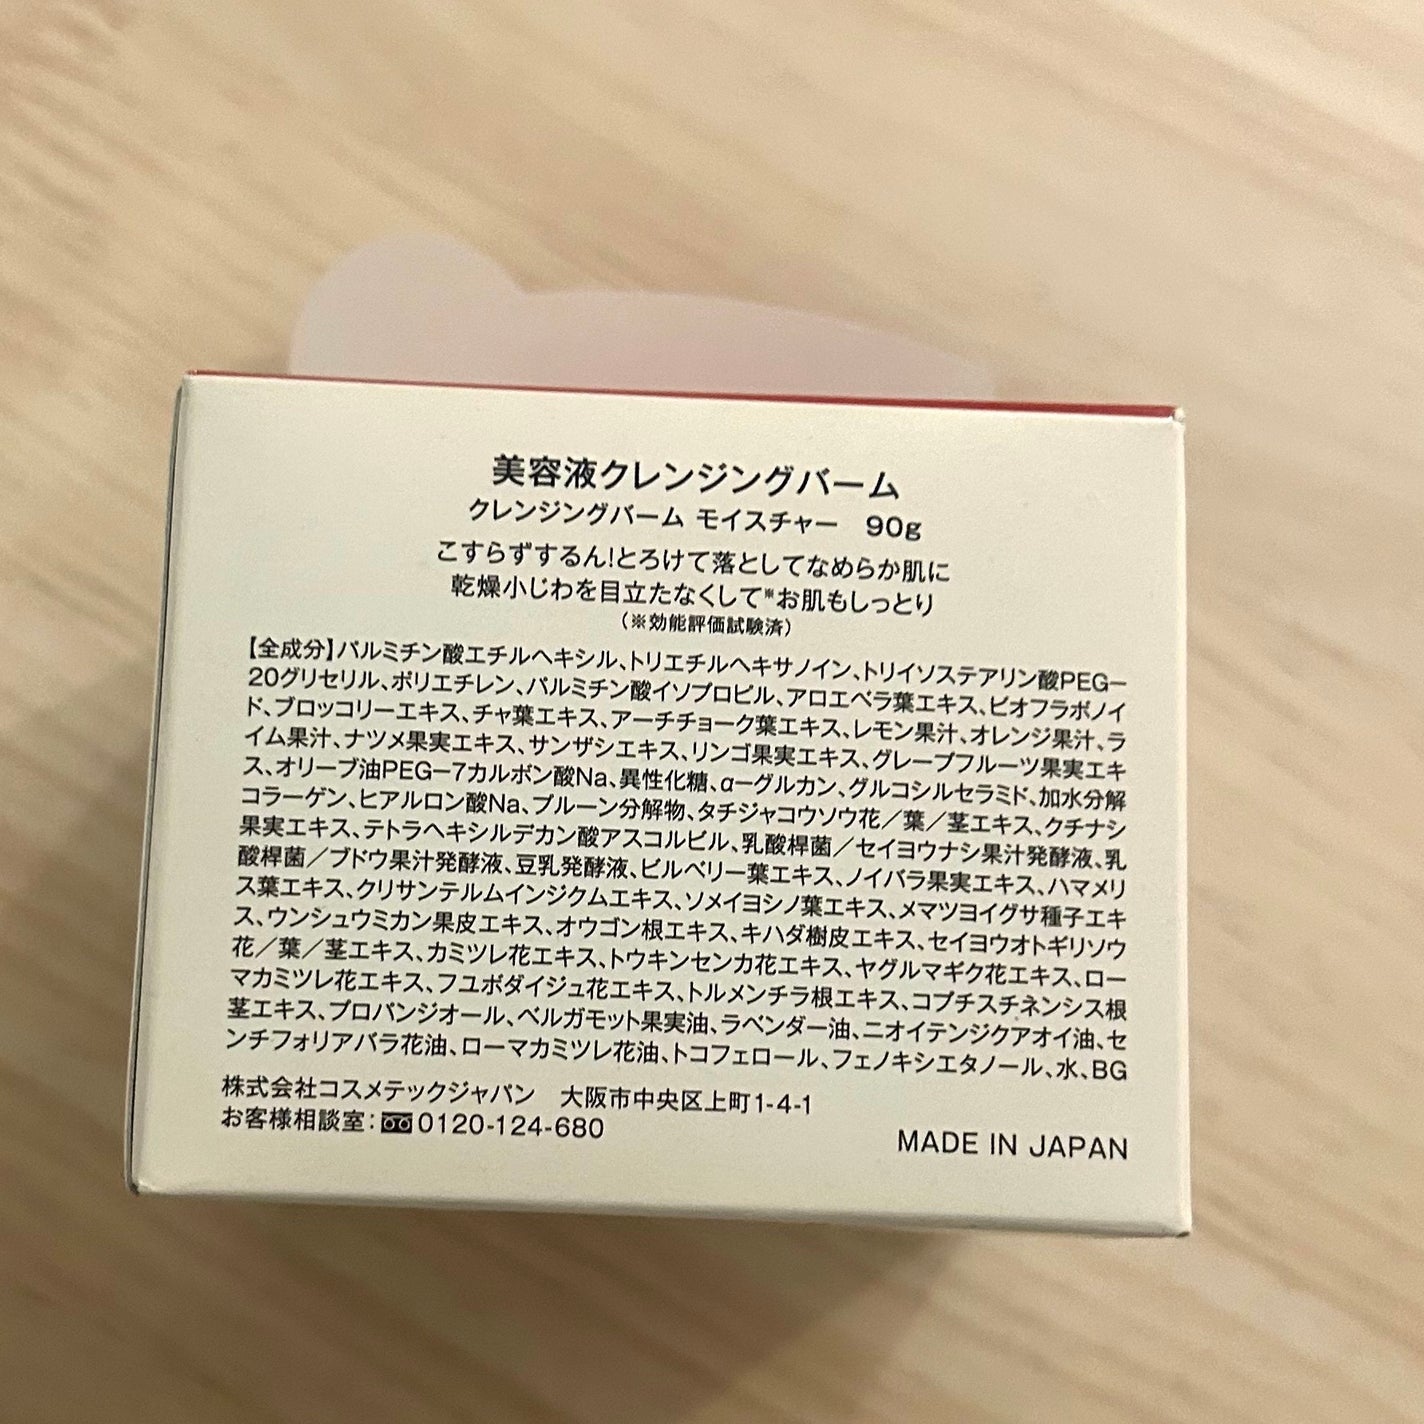 美容液クレンジングバーム
クレンジングバーム モイスチャー 90g
こすらずするん!とろけて落としてなめらか肌に
乾燥小じわを目立たなくして※お肌もしっとり
(※効能評価試験済)
【全成分】パルミチン酸エチルヘキシル、トリエチルヘキサノイン、トリイソステアリン酸PEG-
20グリセリル、ポリエチレン、パルミチン酸イソプロピル、アロエベラ葉エキス、ビオフラボノイ
ド、ブロッコリーエキス、チャ葉エキス、アーチチョーク葉エキス、レモン果汁、オレンジ果汁、ラ
イム果汁、ナツメ果実エキス、サンザシエキス、リンゴ果実エキス、グレープフルーツ果実エキ
ス、オリーブ油PEG-7カルボン酸Na、異性化糖、α-グルカン、グルコシルセラミド、加水分解
コラーゲン、ヒアルロン酸Na、プルーン分解物、タチジャコウソウ花/葉/茎エキス、クチナシ
果実エキス、テトラヘキシルデカン酸アスコルビル、乳酸桿菌/セイヨウナシ果汁発酵液、乳
酸桿菌/ブドウ果汁発酵液、豆乳発酵液、ビルベリー葉エキス、ノイバラ果実エキス、ハマメリ
ス葉エキス、クリサンテルムインジクムエキス、ソメイヨシノ葉エキス、メマツヨイグサ種子エキ
ス、ウンシュウミカン果皮エキス、オウゴン根エキス、キハダ樹皮エキス、セイヨウオトギリソウ
花/葉/茎エキス、カミツレ花エキス、トウキンセンカ花エキス、ヤグルマギク花エキス、ロー
マカミツレ花エキス、フユボダイジュ花エキス、トルメンチラ根エキス、コプチスチネンシス根
茎エキス、プロパンジオール、ベルガモット果実油、ラベンダー油、ニオイテンジクアオイ油、セ
ンチフォリアバラ花油、ローマカミツレ花油、トコフェロール、フェノキシエタノール、水、BG
株式会社コスメテックジャパン 大阪市中央区上町1-4-1
お客様相談室:0120-124-680
MADE IN JAPAN